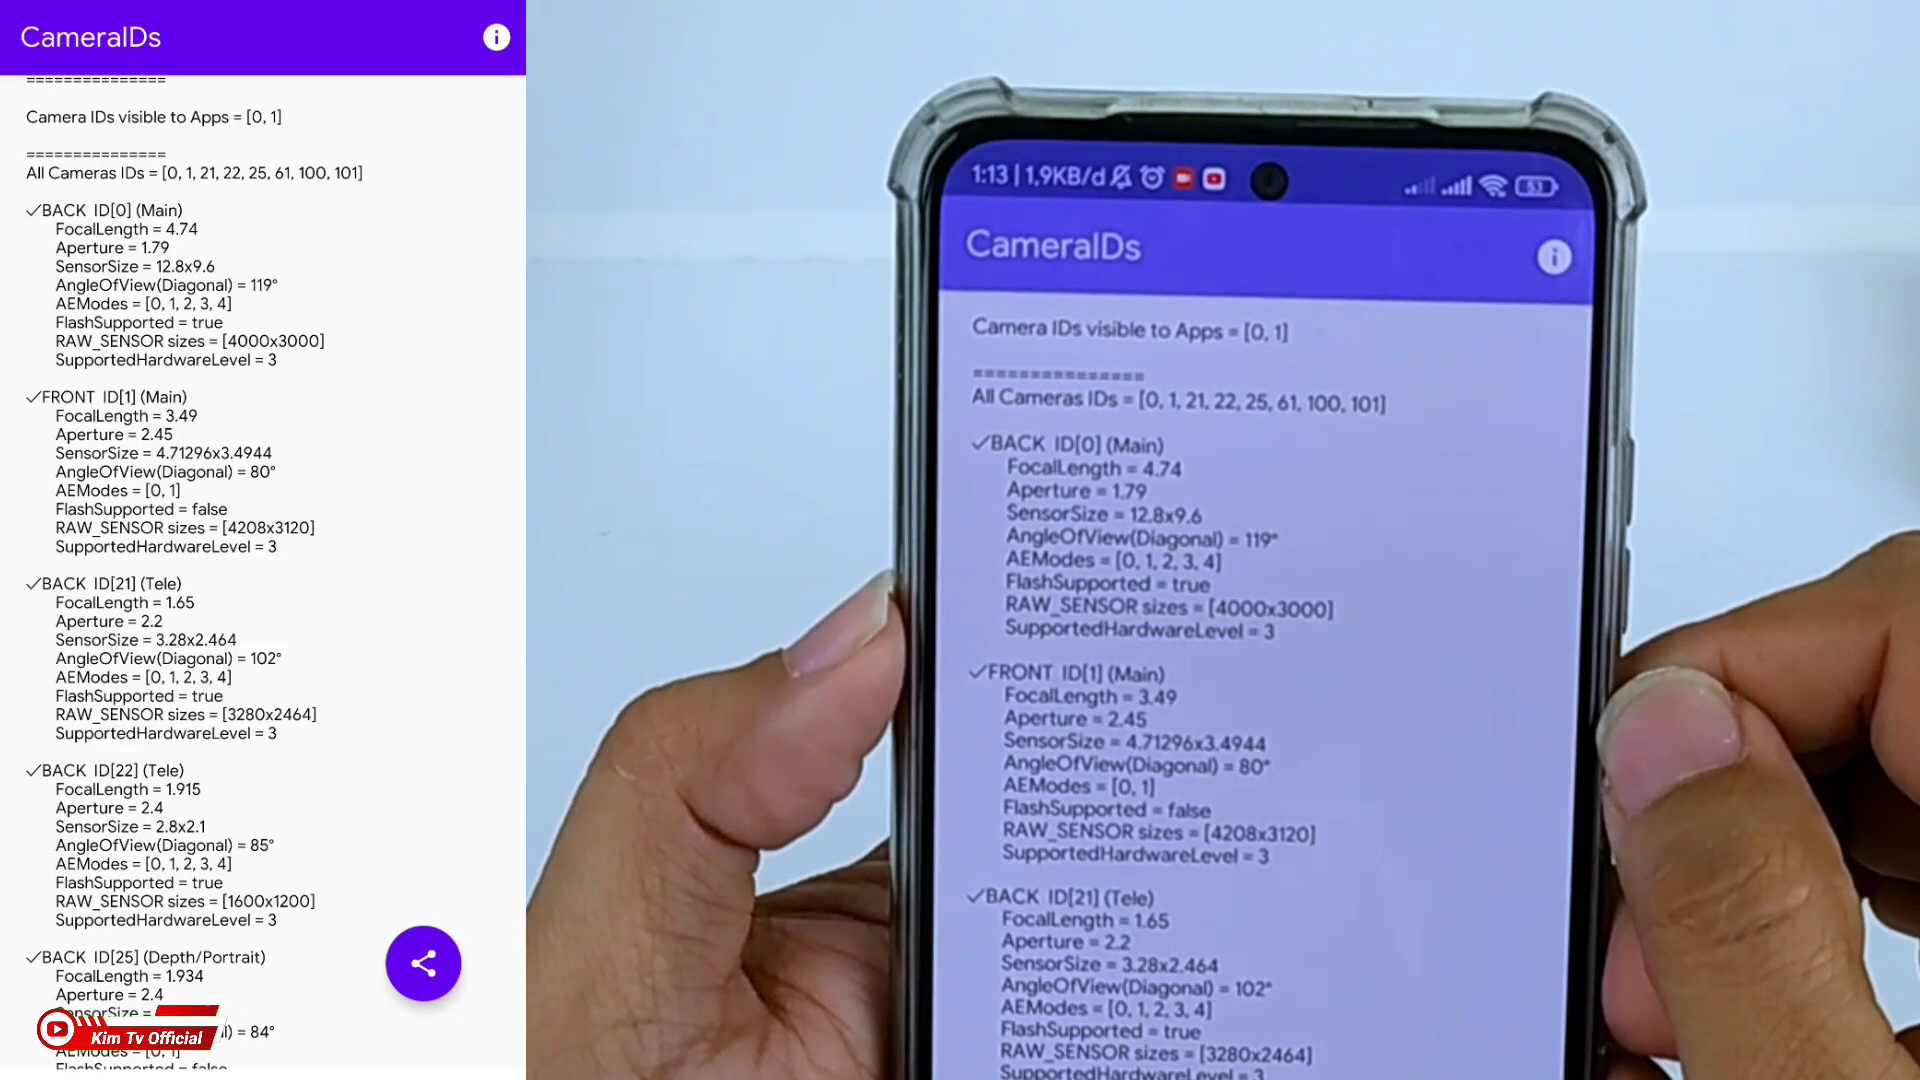 CameraIDs
===============
Camera IDs visible to Apps = [0, 1]
===============
All Cameras IDs = [0, 1, 21, 22, 25, 61, 100, 101]
✓BACK ID[0] (Main)
FocalLength = 4.74
Aperture = 1.79
SensorSize = 12.8x9.6
AngleOfView(Diagonal) = 119°
AEModes = [0, 1, 2, 3, 4]
FlashSupported = true
RAW_SENSOR sizes = [4000x3000]
SupportedHardwareLevel = 3
✓FRONT ID[1] (Main)
FocalLength = 3.49
Aperture = 2.45
SensorSize = 4.71296x3.4944
AngleOfView(Diagonal) = 80°
AEModes = [0, 1]
FlashSupported = false
RAW_SENSOR sizes = [4208x3120]
SupportedHardwareLevel = 3
✓BACK ID[21] (Tele)
FocalLength = 1.65
Aperture = 2.2
SensorSize = 3.28x2.464
AngleOfView(Diagonal) = 102°
AEModes = [0, 1, 2, 3, 4]
FlashSupported = true
RAW_SENSOR sizes = [3280x2464]
SupportedHardwareLevel = 3
✓BACK ID[22] (Tele)
FocalLength = 1.915
Aperture = 2.4
SensorSize = 2.8x2.1
AngleOfView(Diagonal) = 85°
AEModes = [0, 1, 2, 3, 4]
FlashSupported = true
RAW_SENSOR sizes = [1600x1200]
SupportedHardwareLevel = 3
✓BACK ID[25] (Depth/Portrait)
FocalLength = 1.934
Aperture = 2.4
= 84°
AEModes = [0, 1]
FlashSupported = false
Kim Tv Official
1:13 | 1,9KB/d 53
CameraIDs
Camera IDs visible to Apps = [0, 1]
===============
All Cameras IDs = [0, 1, 21, 22, 25, 61, 100, 101]
✓BACK ID[0] (Main)
FocalLength = 4.74
Aperture = 1.79
SensorSize = 12.8x9.6
AngleOfView(Diagonal) = 119°
AEModes = [0, 1, 2, 3, 4]
FlashSupported = true
RAW_SENSOR sizes = [4000x3000]
SupportedHardwareLevel = 3
✓FRONT ID[1] (Main)
FocalLength = 3.49
Aperture = 2.45
SensorSize = 4.71296x3.4944
AngleOfView(Diagonal) = 80°
AEModes = [0, 1]
FlashSupported = false
RAW_SENSOR sizes = [4208x3120]
SupportedHardwareLevel = 3
✓BACK ID[21] (Tele)
FocalLength = 1.65
Aperture = 2.2
SensorSize = 3.28x2.464
AngleOfView(Diagonal) = 102°
AEModes = [0, 1, 2, 3, 4]
FlashSupported = true
RAW_SENSOR sizes = [3280x2464]
SupportedHardwareLevel = 3